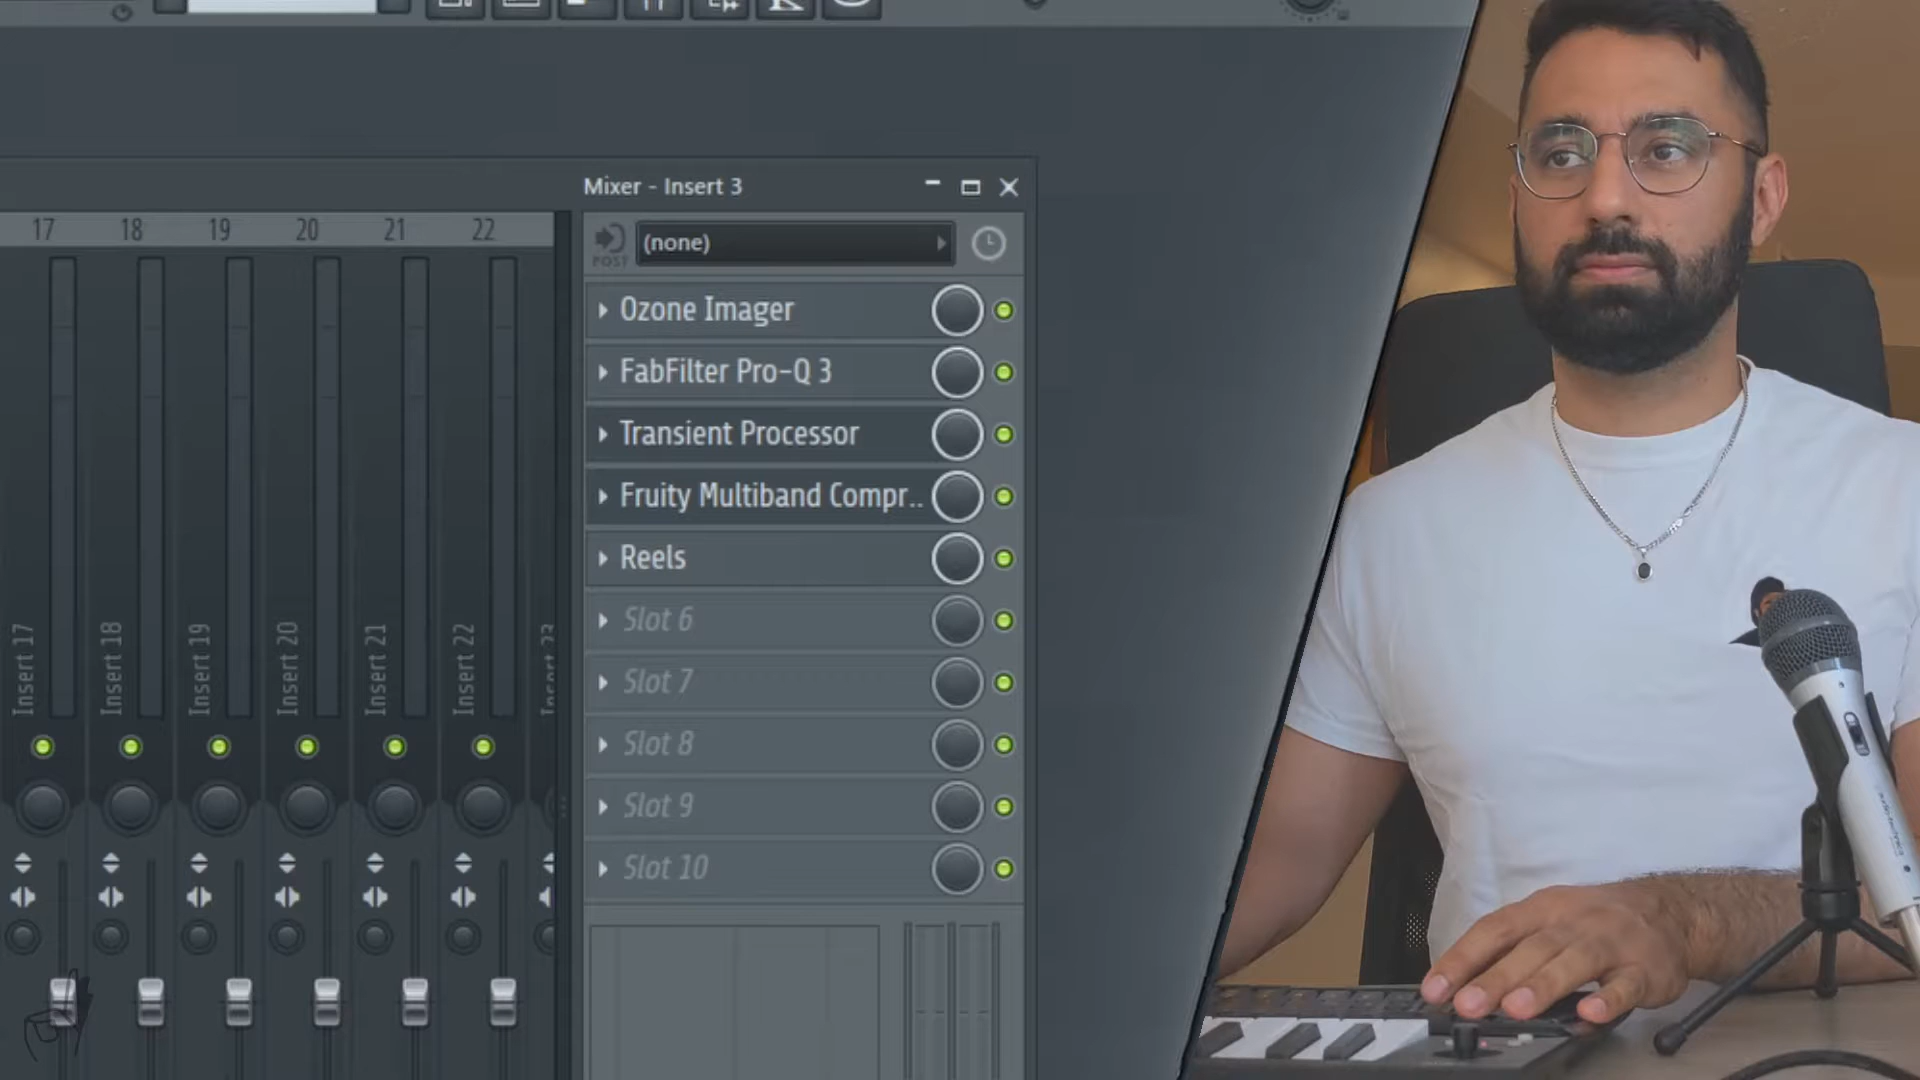 Mixer - Insert 3
17 18 19 20 21 22
POST
(none)
Ozone Imager
FabFilter Pro-Q 3
Transient Processor
Fruity Multiband Compr..
Reels
Slot 6
Slot 7
Slot 8
Slot 9
Slot 10
Insert 17
Insert 18
Insert 19
Insert 20
Insert 21
Insert 22
audio-technica